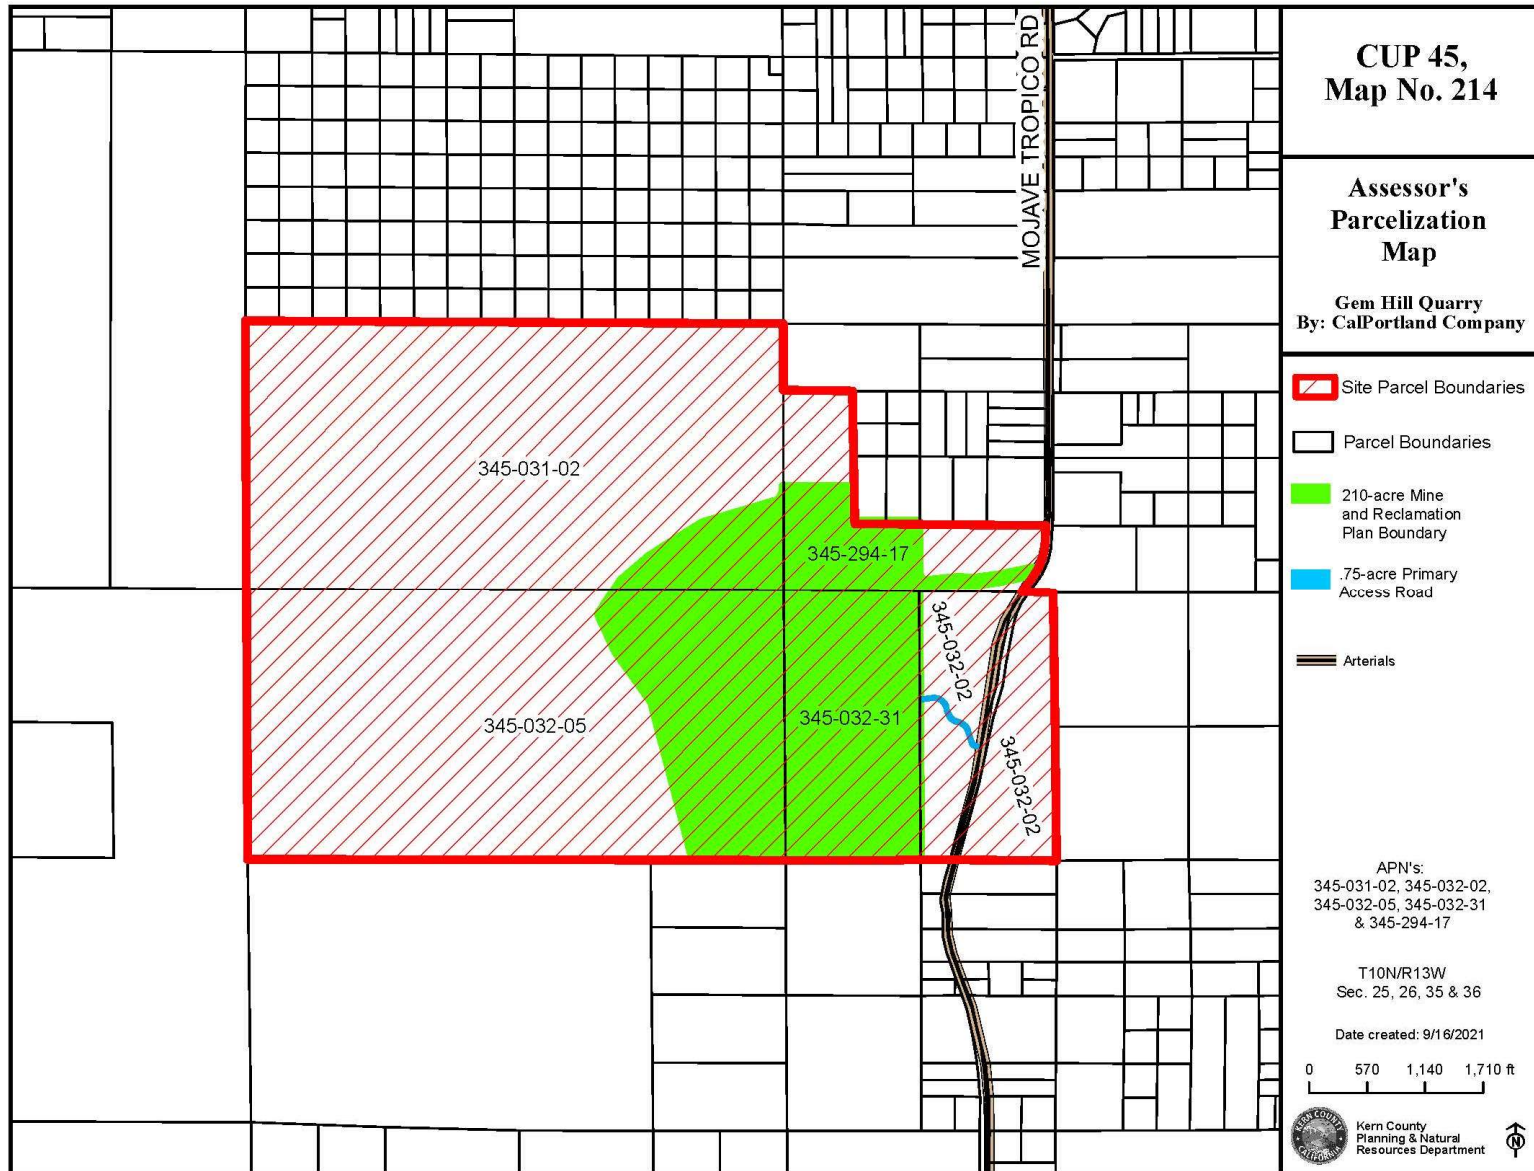 MOJAVE TROPICO RD
345-031-02
345-294-17
345-032-02
345-032-05
345-032-31
345-032-02
CUP 45,
Map No. 214
Assessor's
Parcelization
Map
Gem Hill Quarry
By: CalPortland Company
Site Parcel Boundaries
Parcel Boundaries
210-acre Mine
and Reclamation
Plan Boundary
.75-acre Primary
Access Road
Arterials
APN's:
345-031-02, 345-032-02,
345-032-05, 345-032-31
& 345-294-17
T10N/R13W
Sec. 25, 26, 35 & 36
Date created: 9/16/2021
0 570 1,140 1,710 ft
KERN COUNTY
CALIFORNIA
Kern County
Planning & Natural
Resources Department
N